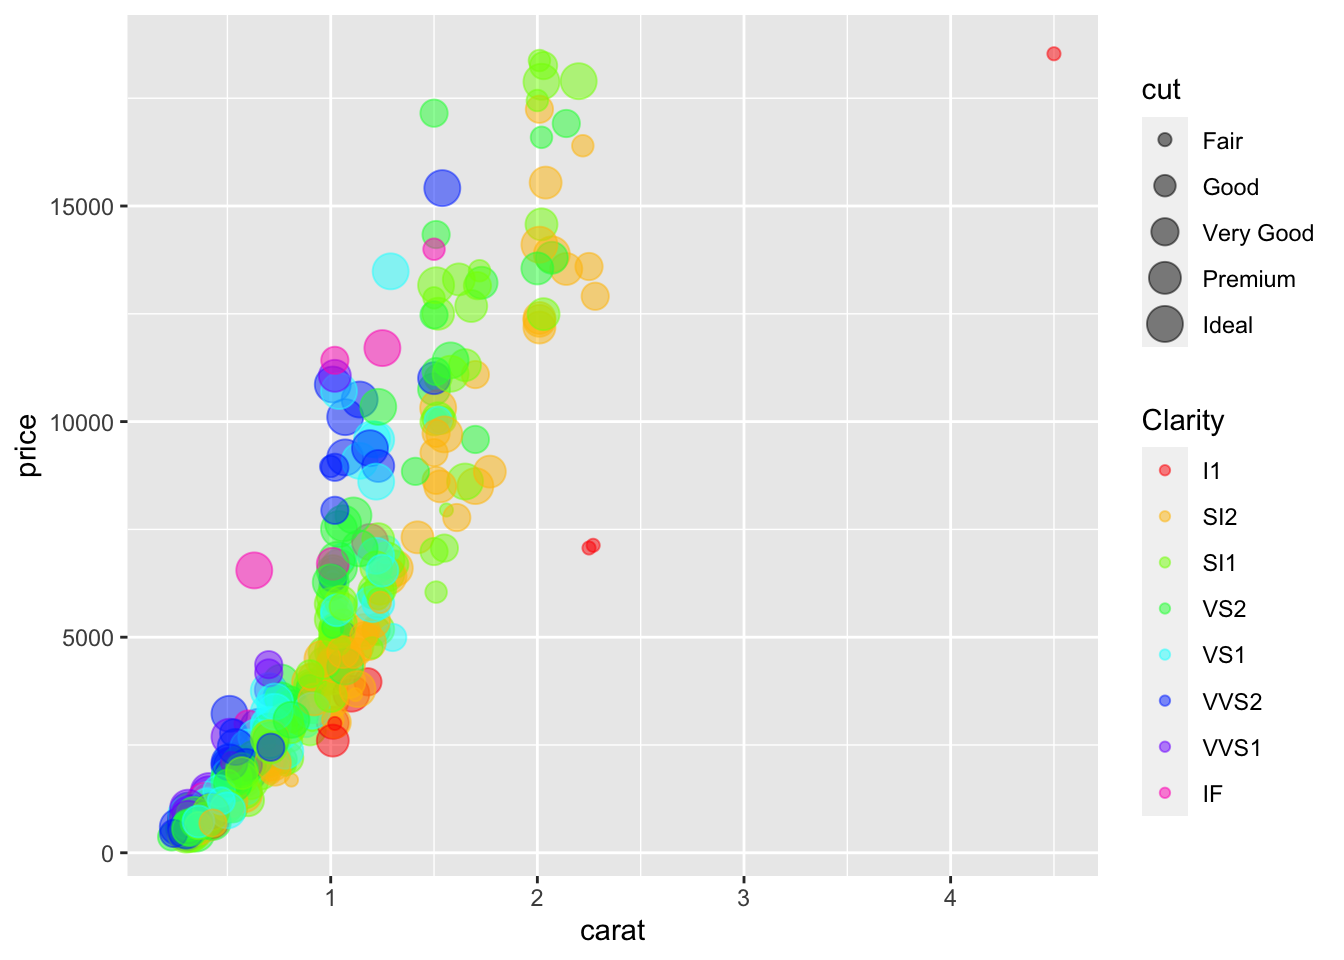 cut
Fair
Good
Very Good
Premium
Ideal
Clarity
I1
SI2
SI1
VS2
VS1
VVS2
VVS1
IF
price
15000
10000
5000
0
1
2
3
4
carat